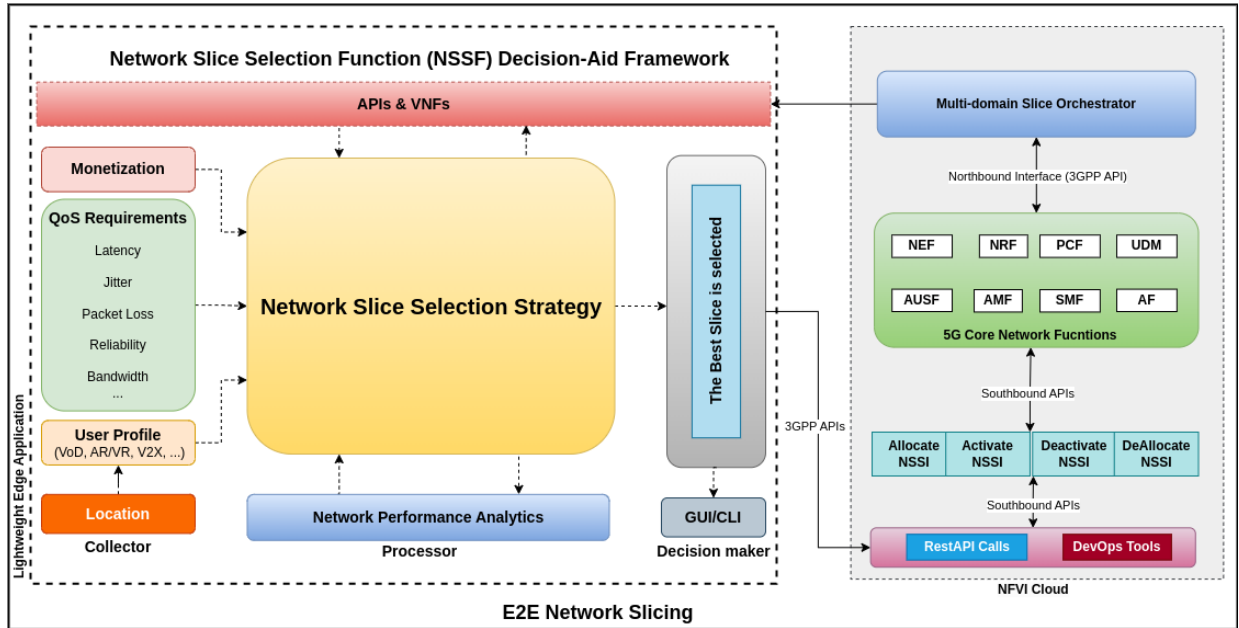 Network Slice Selection Function (NSSF) Decision-Aid Framework
APIs & VNFs
Monetization
QoS Requirements
Latency
Jitter
Packet Loss
Reliability
Bandwidth
...
User Profile
(VoD, AR/VR, V2X, ...)
Location
Collector
Lightweight Edge Application
Network Slice Selection Strategy
Network Performance Analytics
Processor
The Best Slice is selected
GUI/CLI
Decision maker
3GPP APIs
Multi-domain Slice Orchestrator
Northbound Interface (3GPP API)
NEF
NRF
PCF
UDM
AUSF
AMF
SMF
AF
5G Core Network Fucntions
Southbound APIs
Allocate
NSSI
Activate
NSSI
Deactivate
NSSI
DeAllocate
NSSI
Southbound APIs
RestAPI Calls
DevOps Tools
NFVI Cloud
E2E Network Slicing